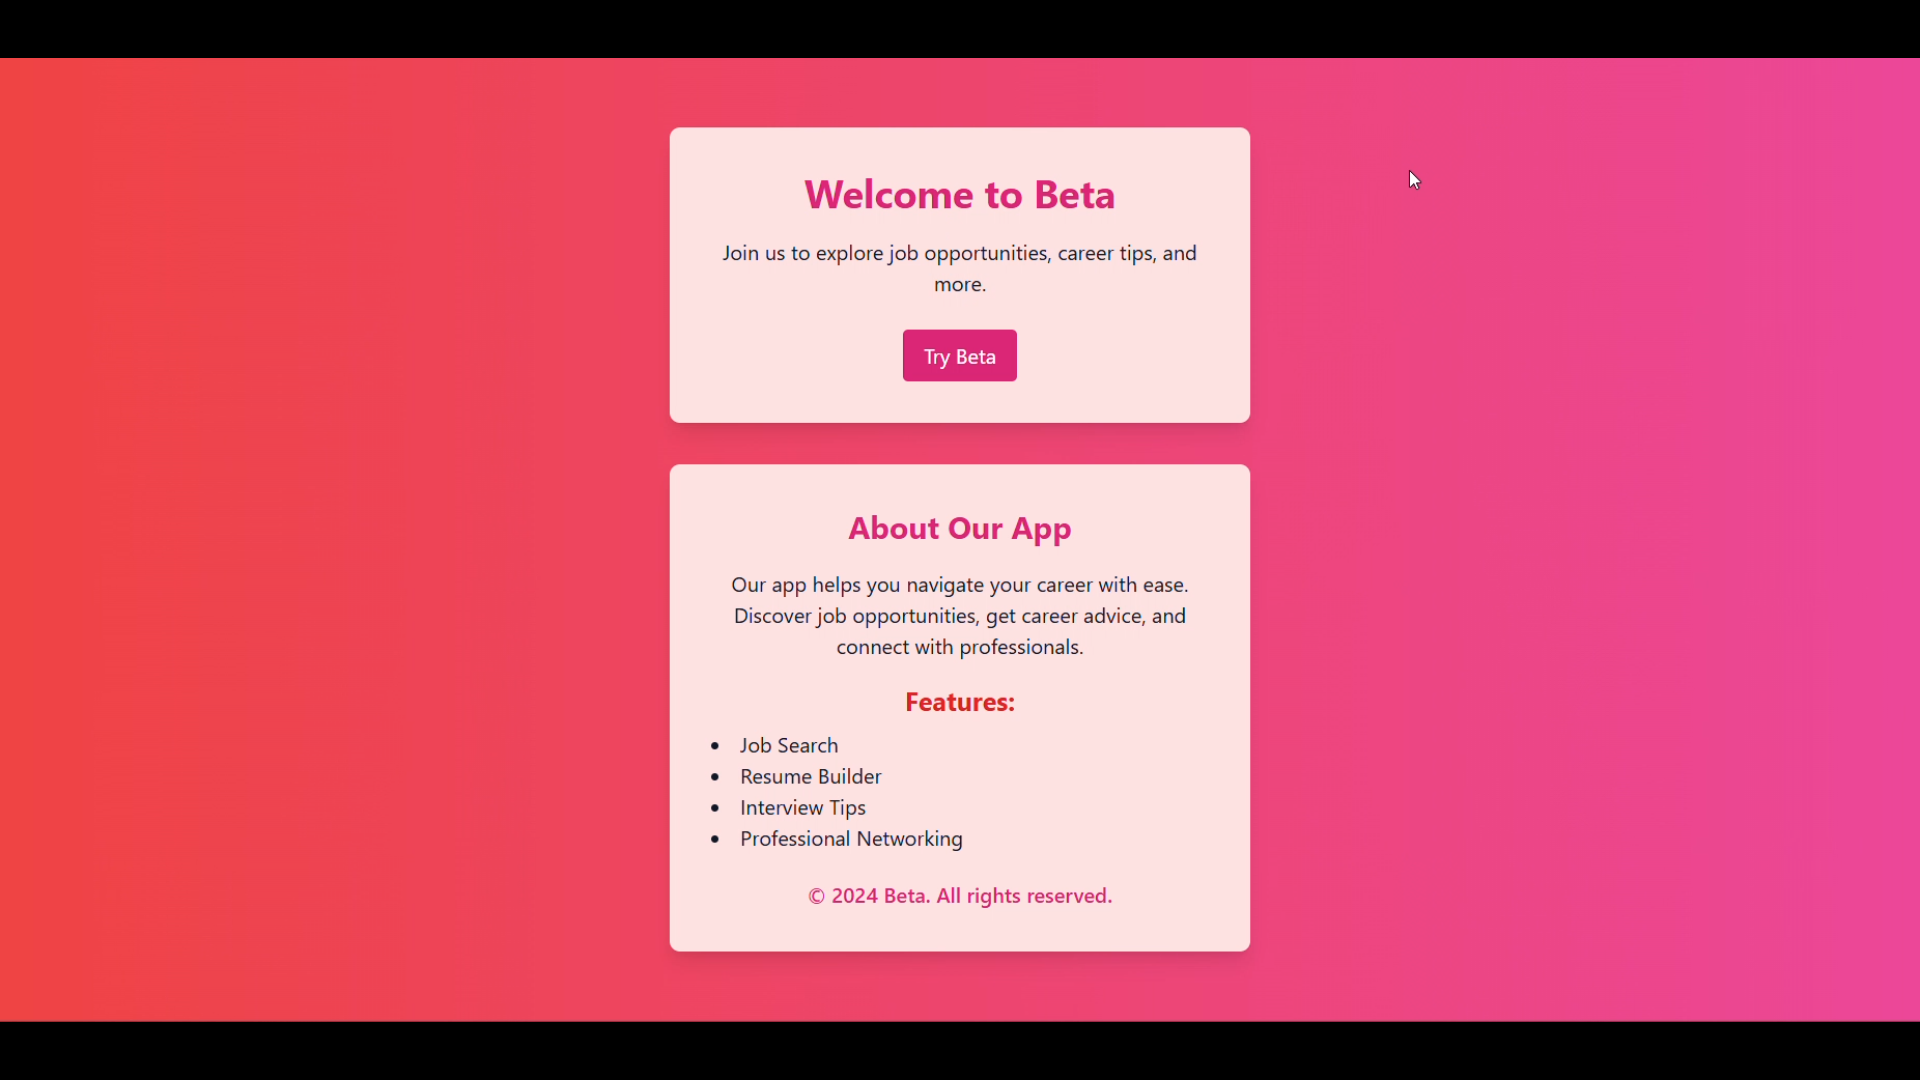 Welcome to Beta
Join us to explore job opportunities, career tips, and
more.
Try Beta
About Our App
Our app helps you navigate your career with ease.
Discover job opportunities, get career advice, and
connect with professionals.
Features:
• Job Search
• Resume Builder
• Interview Tips
• Professional Networking
© 2024 Beta. All rights reserved.